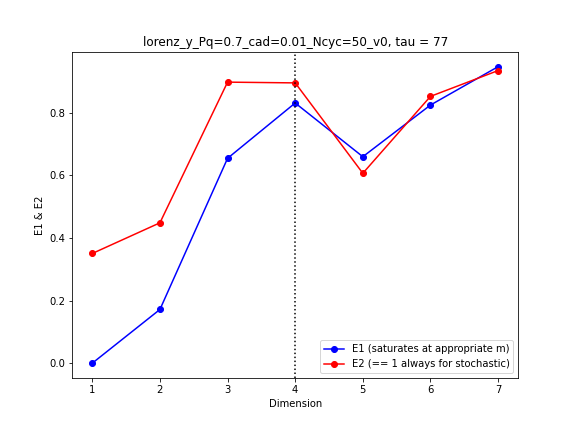 lorenz_y_Pq=0.7_cad=0.01_Ncyc=50_v0, tau = 77
E1 & E2
0.8
0.6
0.4
0.2
0.0
E1 (saturates at appropriate m)
E2 (== 1 always for stochastic)
1 2 3 4 5 6 7
Dimension